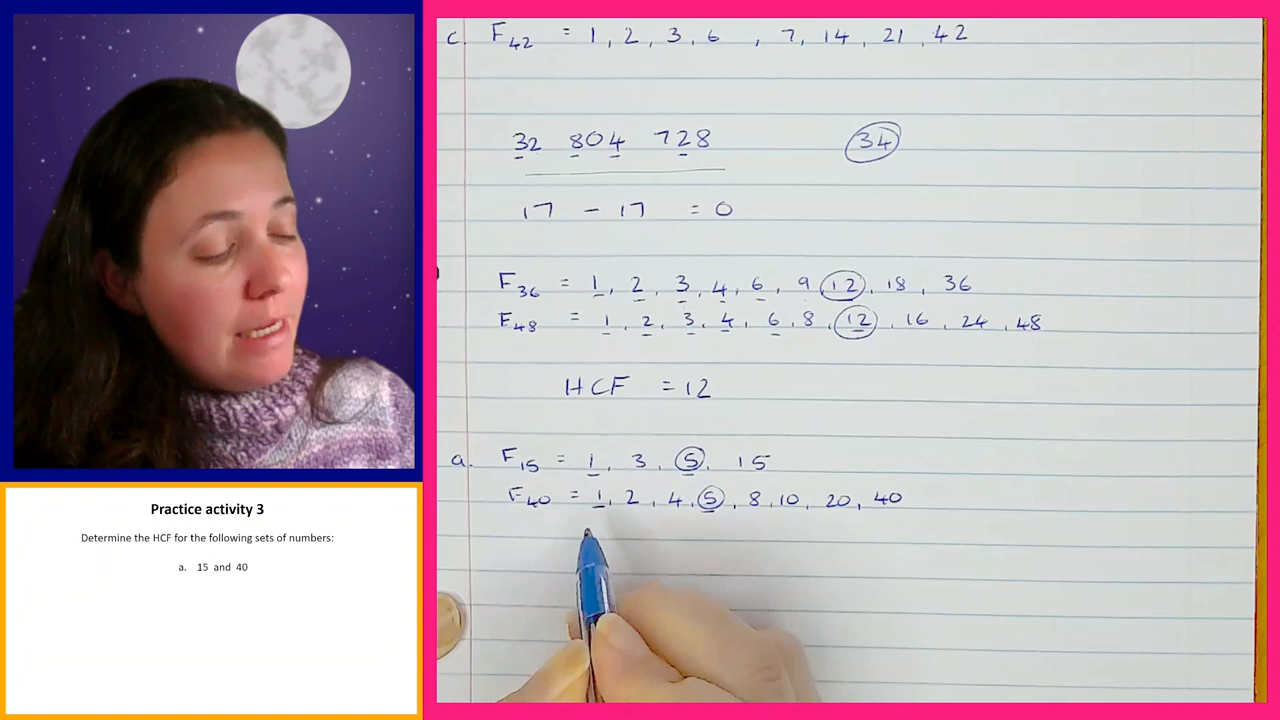 c. F42 = 1, 2, 3, 6, 7, 14, 21, 42
32 804 728 34
17 - 17 = 0
F36 = 1, 2, 3, 4, 6, 9 12, 18, 36
F48 = 1, 2, 3, 4, 6, 8, 12, 16, 24, 48
HCF = 12
a. F15 = 1, 3, 5, 15
F40 = 1, 2, 4, 5, 8, 10, 20, 40
Practice activity 3
Determine the HCF for the following sets of numbers:
a. 15 and 40